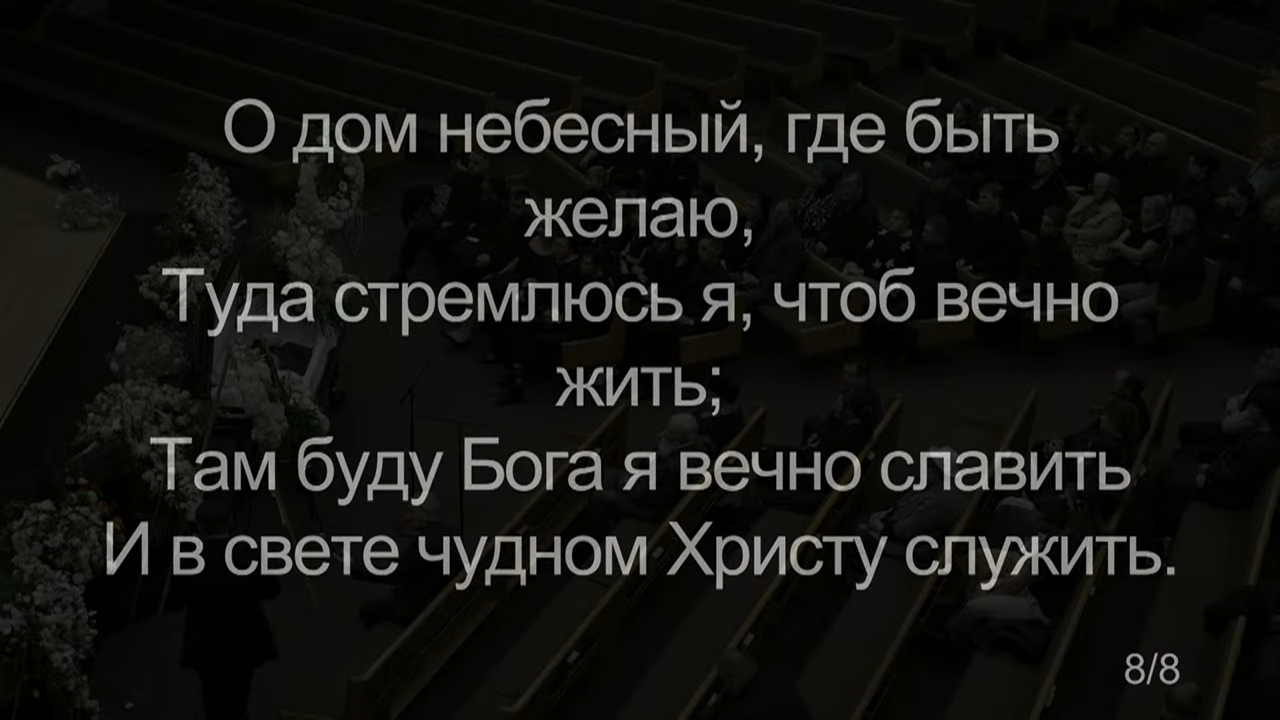 О дом небесный, где быть
желаю,
Туда стремлюсь я, чтоб вечно
жить;
Там буду Бога я вечно славить
И в свете чудном Христу служить.
8/8